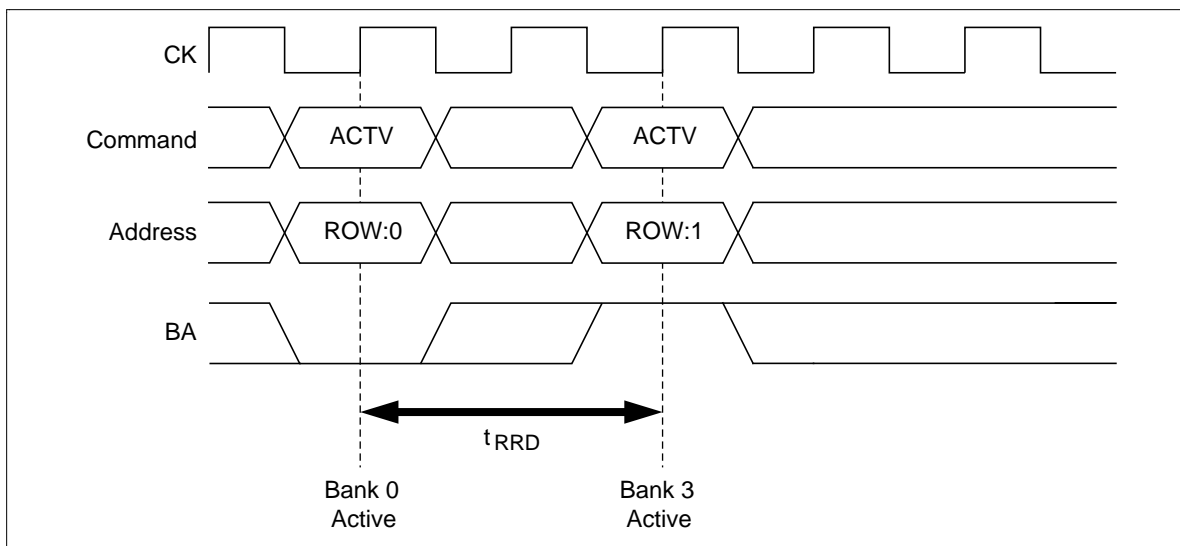 CK
Command ACTV ACTV
Address ROW:0 ROW:1
BA
tRRD
Bank 0 Bank 3
Active Active